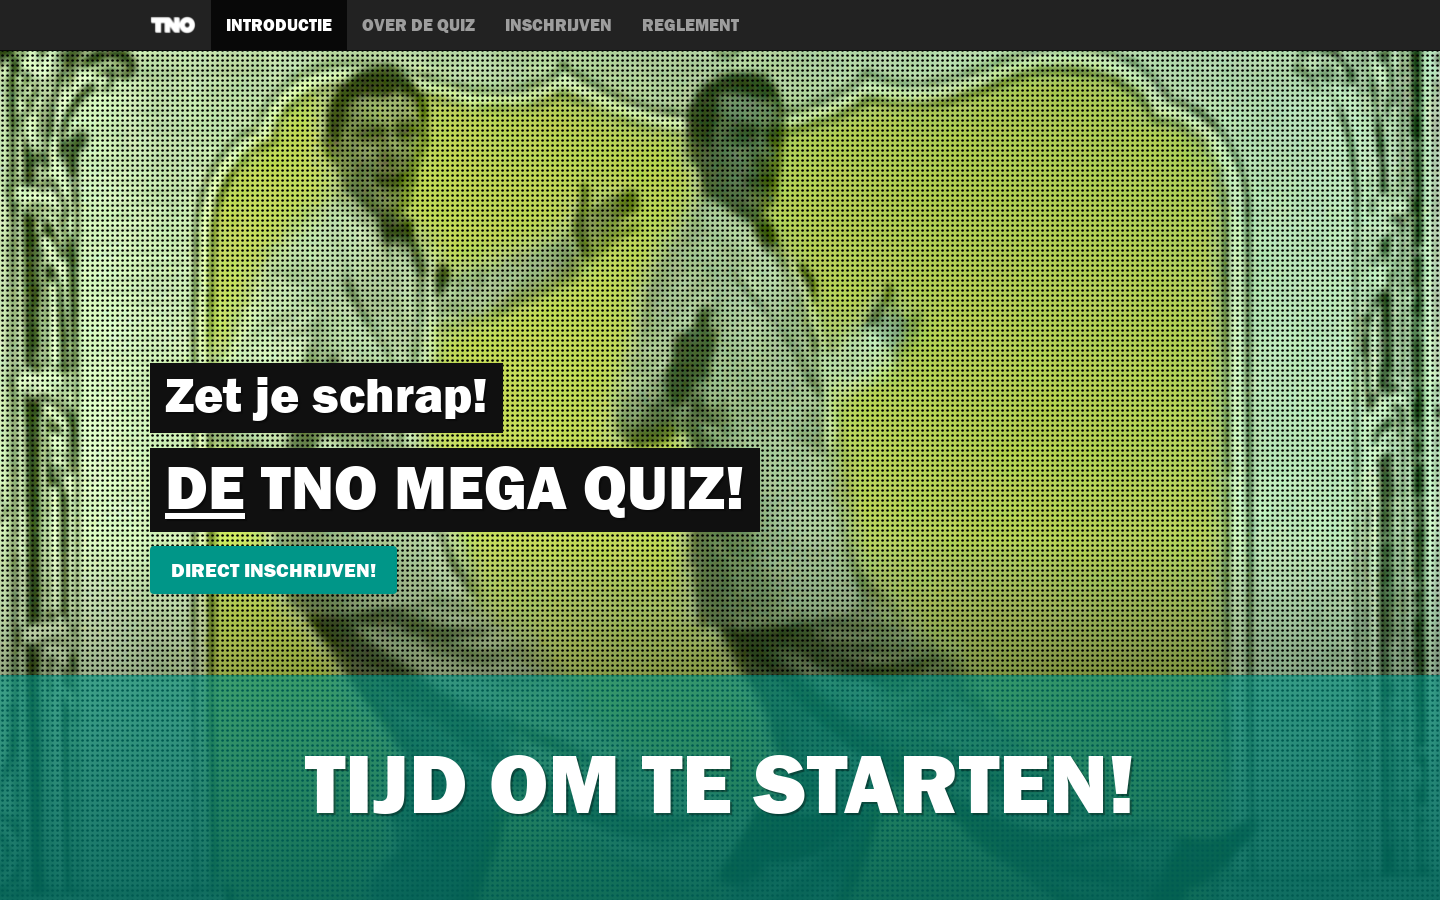 TNO INTRODUCTIE OVER DE QUIZ INSCHRIJVEN REGLEMENT
Zet je schrap!
DE TNO MEGA QUIZ!
DIRECT INSCHRIJVEN!
TIJD OM TE STARTEN!